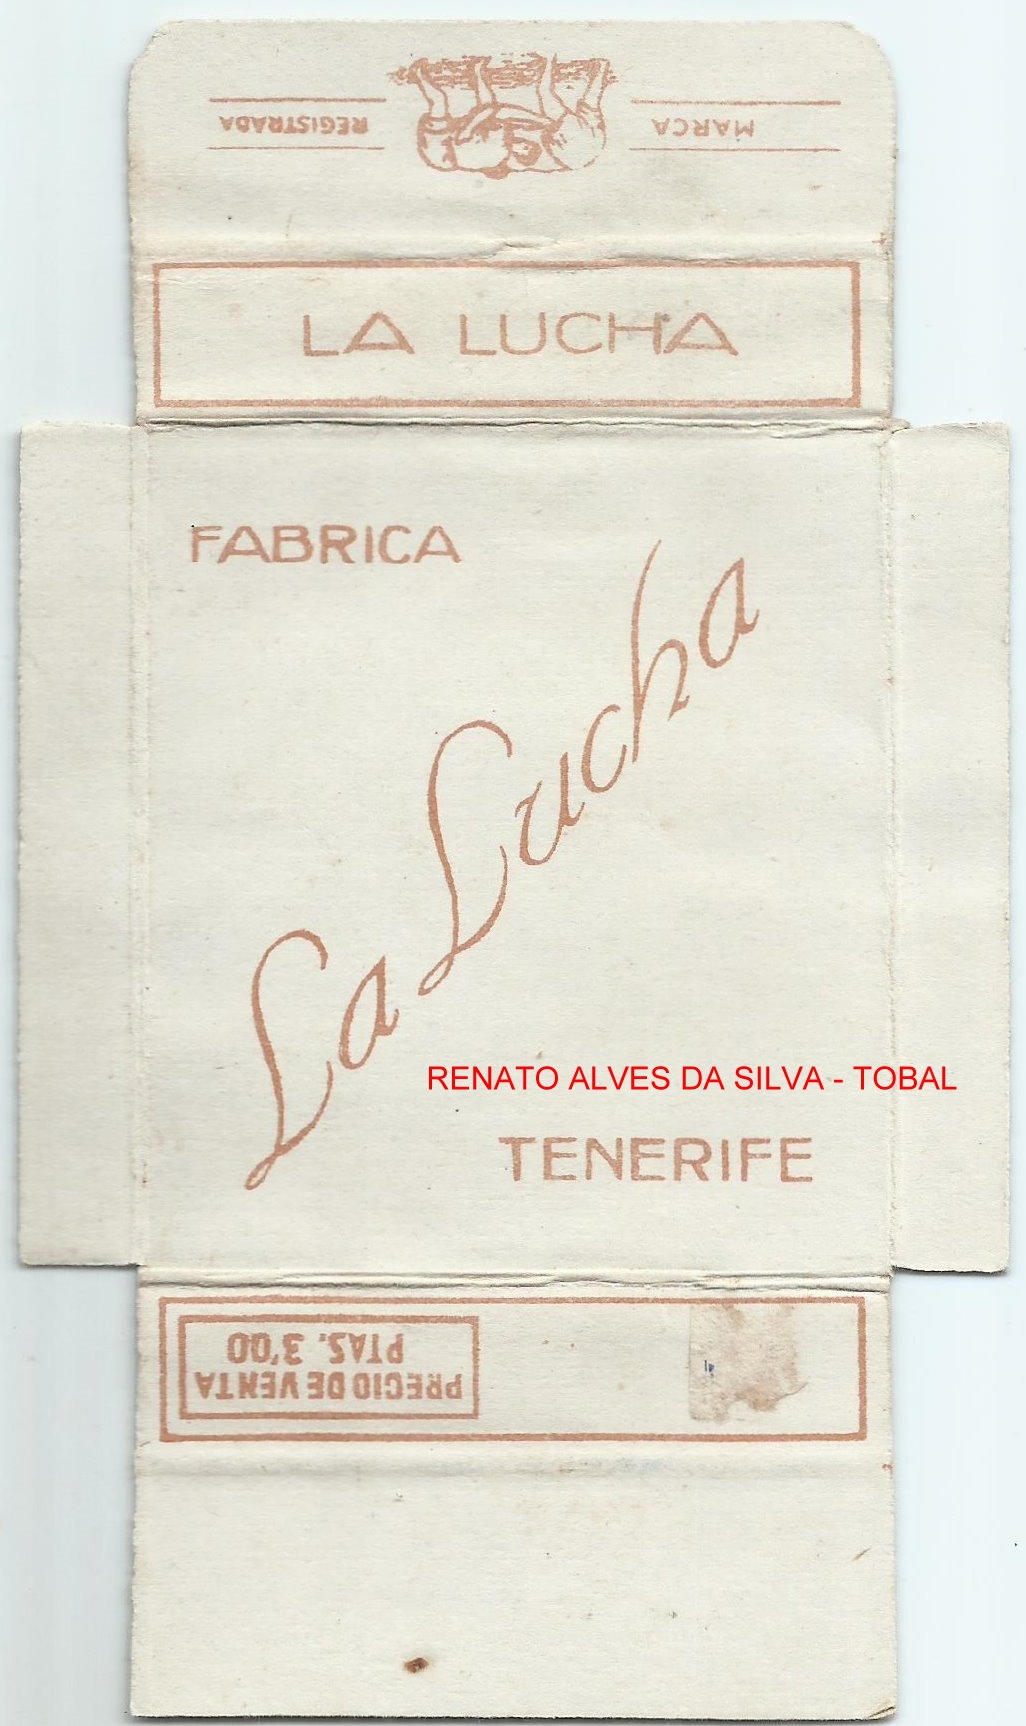 MARCA REGISTRADA
LA LUCHA
FABRICA
La Lucha
RENATO ALVES DA SILVA - TOBAL
TENERIFE
PRECIO DE VENTA
PTAS. 3'00